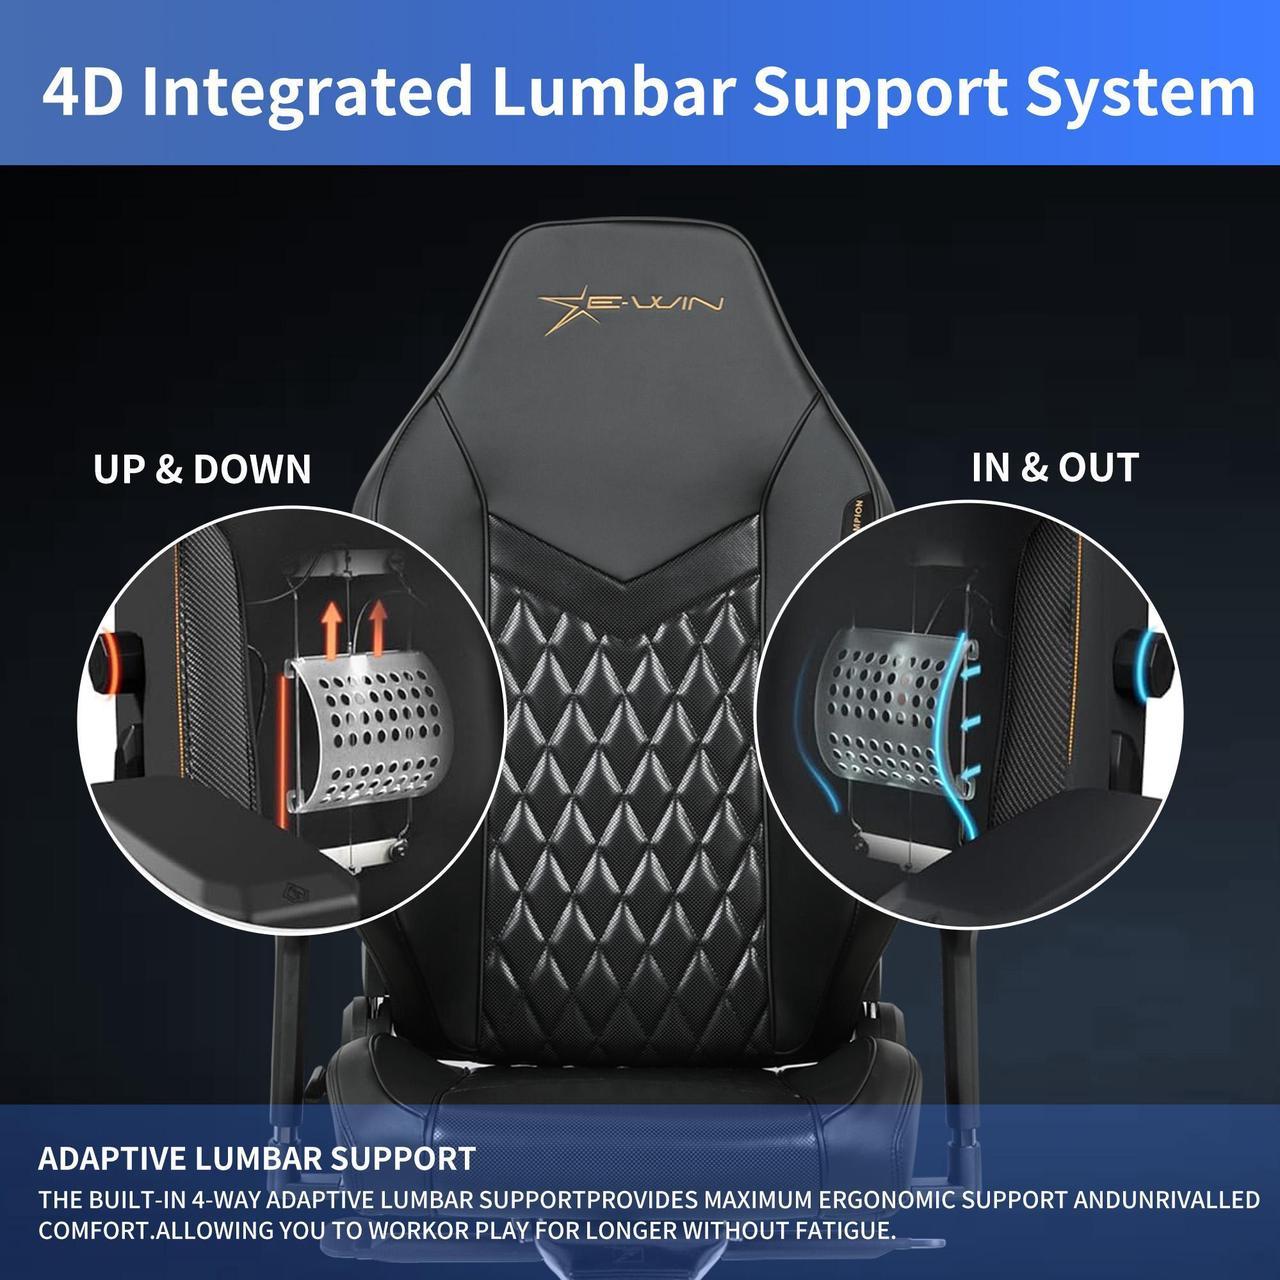 4D Integrated Lumbar Support System
E-WIN
UP & DOWN
IN & OUT
MPION
ADAPTIVE LUMBAR SUPPORT
THE BUILT-IN 4-WAY ADAPTIVE LUMBAR SUPPORTPROVIDES MAXIMUM ERGONOMIC SUPPORT ANDUNRIVALLED
COMFORT.ALLOWING YOU TO WORKOR PLAY FOR LONGER WITHOUT FATIGUE.